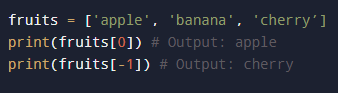 fruits = ['apple', 'banana', 'cherry’]
print(fruits[0]) # Output: apple
print(fruits[-1]) # Output: cherry